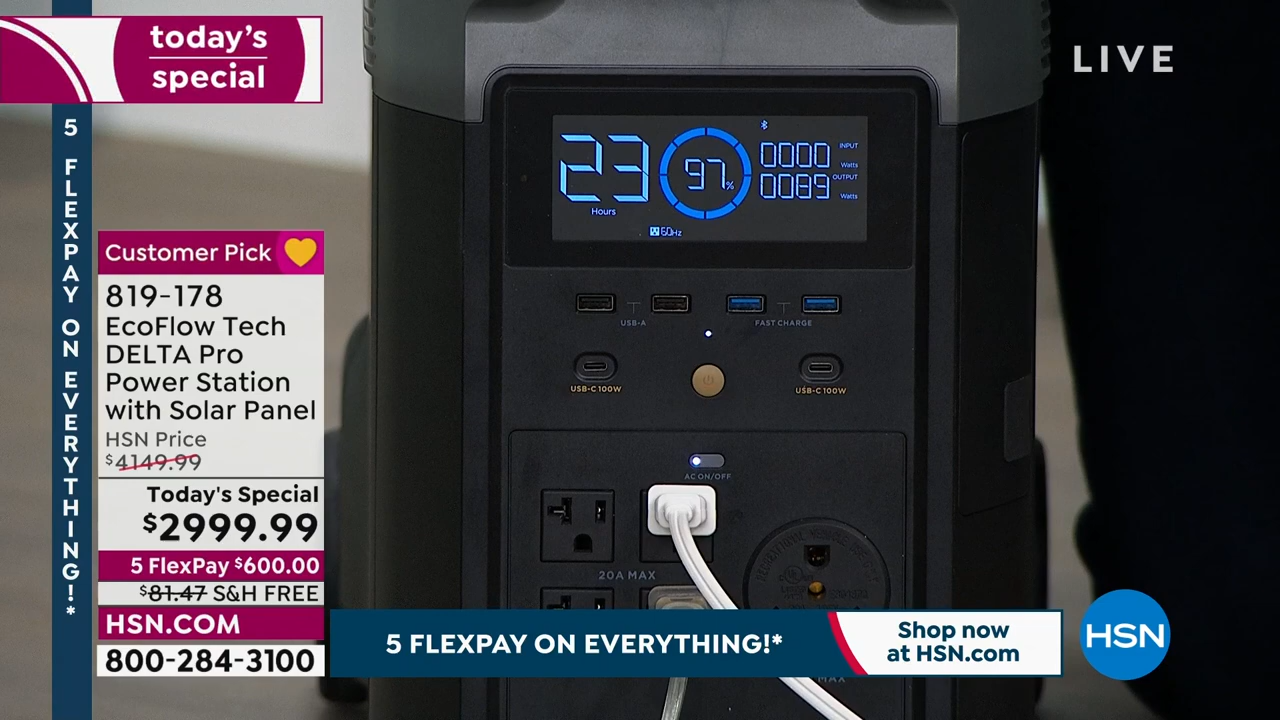 today's
special
LIVE
5 FLEXPAY ON EVERYTHING!*
Customer Pick
819-178
EcoFlow Tech
DELTA Pro
Power Station
with Solar Panel
HSN Price
$4149.99
Today's Special
$2999.99
5 FlexPay $600.00
$81.47 S&H FREE
HSN.COM
800-284-3100
23
Hours
97%
0000
INPUT
Watts
0089
OUTPUT
Watts
60Hz
USB-A
FAST CHARGE
USB-C 100W
USB-C 100W
AC ON/OFF
20A MAX
MAX
5 FLEXPAY ON EVERYTHING!*
Shop now
at HSN.com
HSN